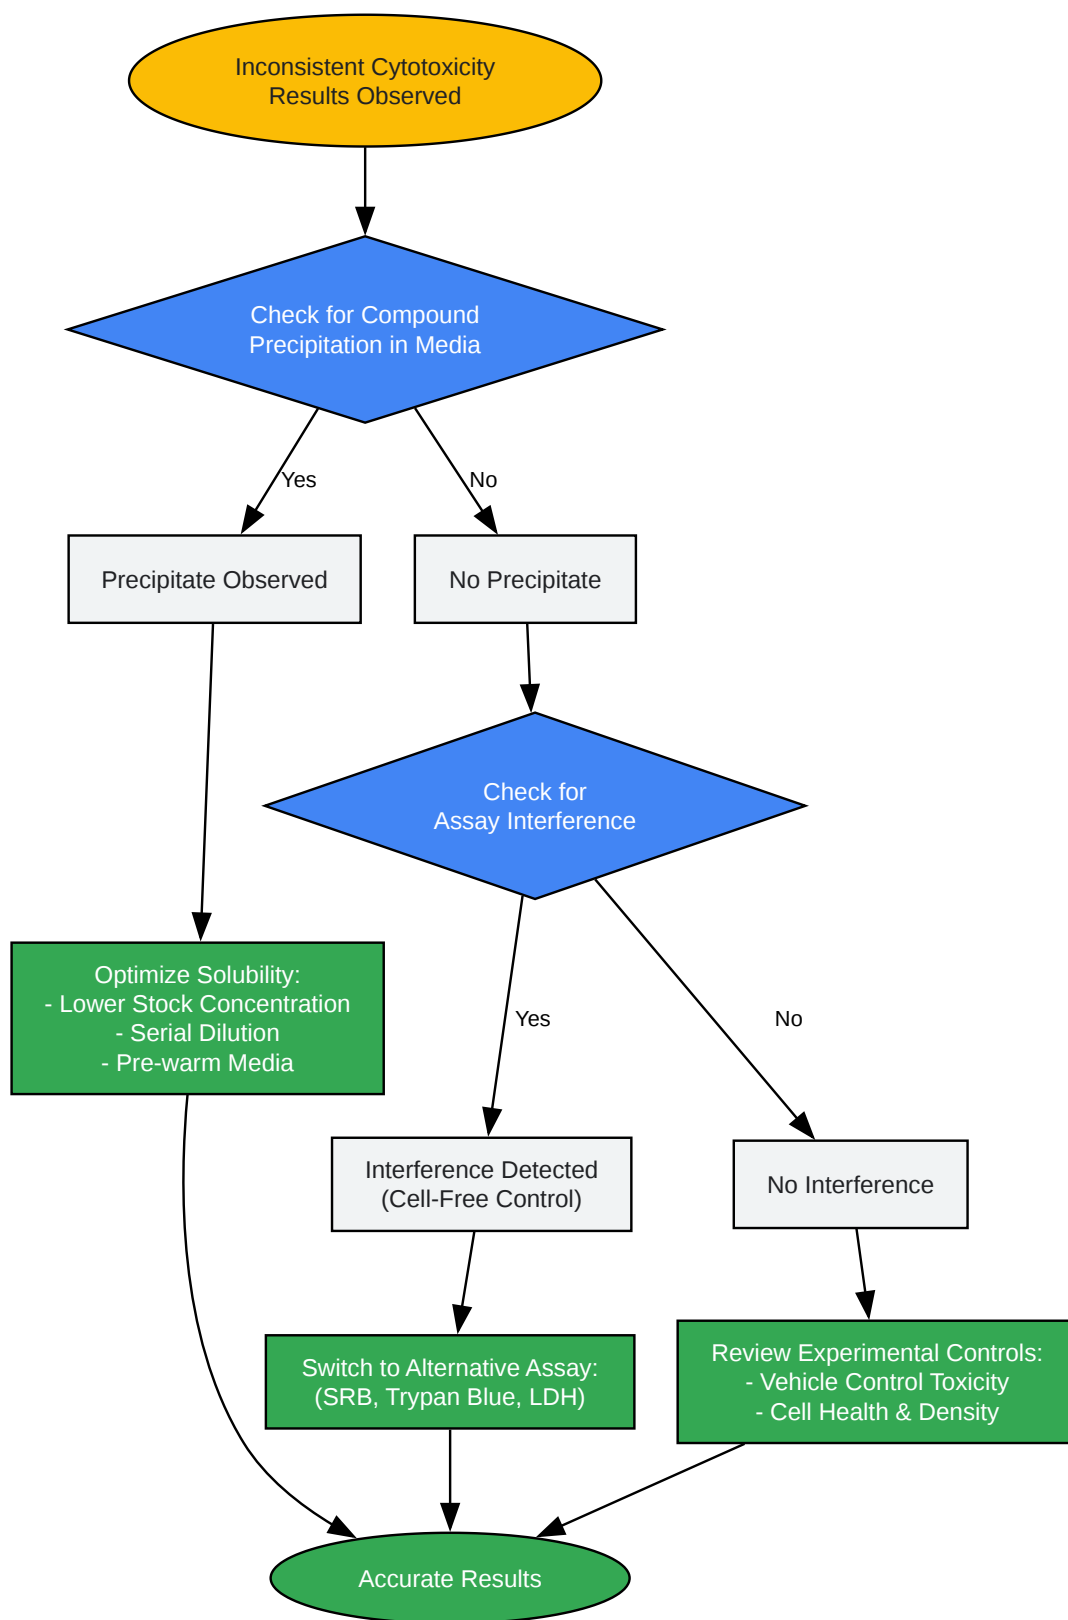 Inconsistent Cytotoxicity
Results Observed
Check for Compound
Precipitation in Media
Yes
No
Precipitate Observed
No Precipitate
Check for
Assay Interference
Optimize Solubility:
- Lower Stock Concentration
- Serial Dilution
- Pre-warm Media
Yes
No
Interference Detected
(Cell-Free Control)
No Interference
Switch to Alternative Assay:
(SRB, Trypan Blue, LDH)
Review Experimental Controls:
- Vehicle Control Toxicity
- Cell Health & Density
Accurate Results